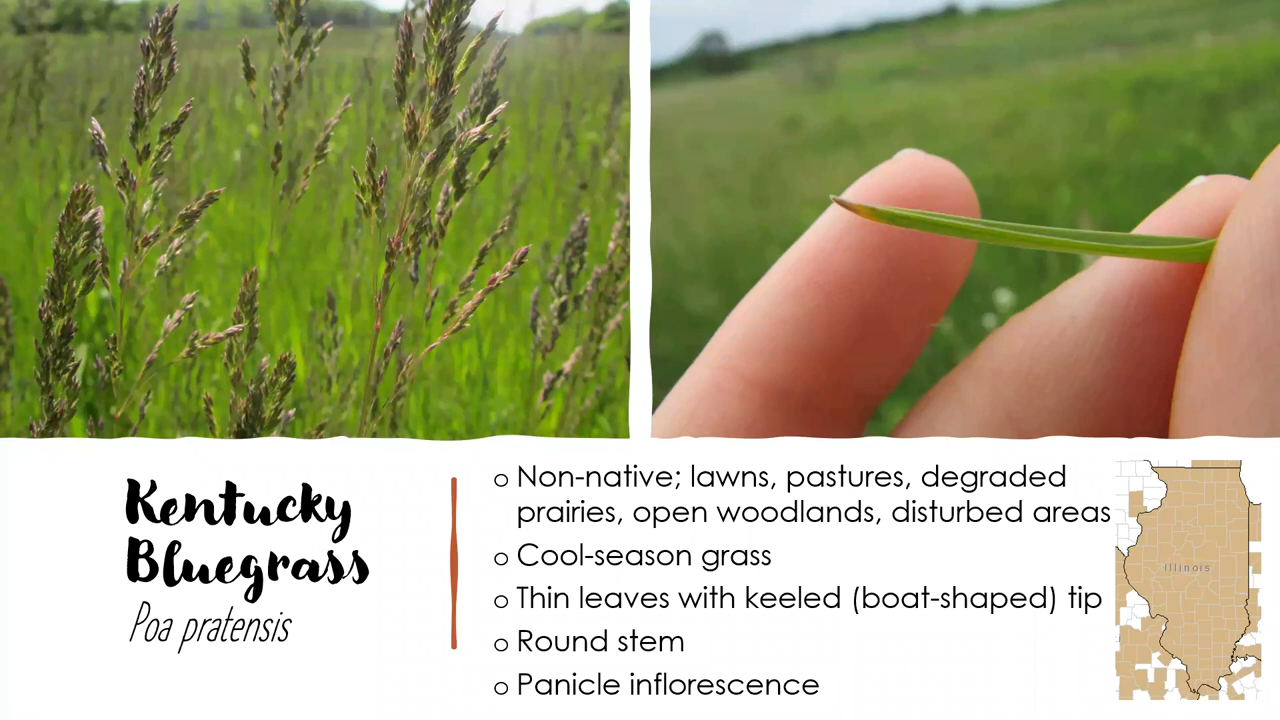 Kentucky
Bluegrass
Poa pratensis
o Non-native; lawns, pastures, degraded
prairies, open woodlands, disturbed areas
o Cool-season grass
o Thin leaves with keeled (boat-shaped) tip
o Round stem
o Panicle inflorescence
Illinois